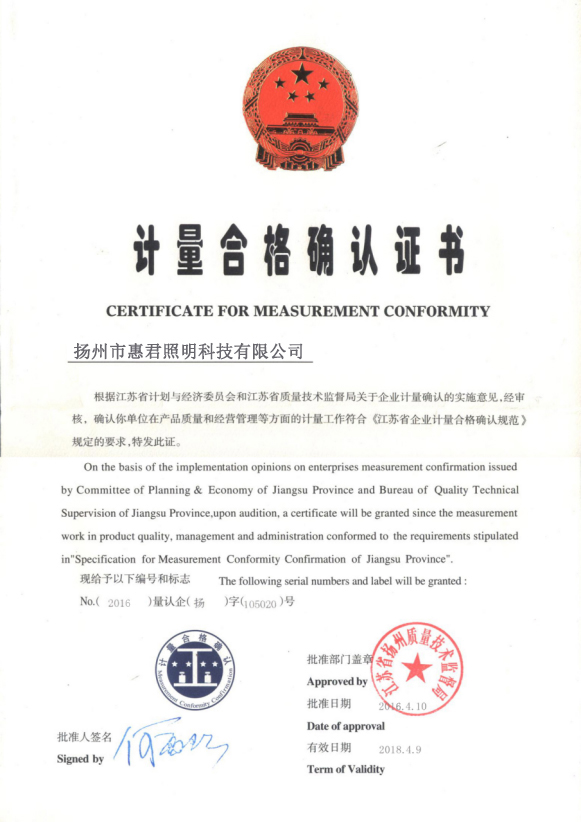 计量合格确认证书
CERTIFICATE FOR MEASUREMENT CONFORMITY
扬州市惠君照明科技有限公司
根据江苏省计划与经济委员会和江苏省质量技术监督局关于企业计量确认的实施意见,经审
核，确认你单位在产品质量和经营管理等方面的计量工作符合《江苏省企业计量合格确认规范》
规定的要求,特发此证。
On the basis of the implementation opinions on enterprises measurement confirmation issued
by Committee of Planning & Economy of Jiangsu Province and Bureau of Quality Technical
Supervision of Jiangsu Province,upon audition, a certificate will be granted since the measurement
work in product quality, management and administration conformed to the requirements stipulated
in"Specification for Measurement Conformity Confirmation of Jiangsu Province".
现给予以下编号和标志 The following serial numbers and label will be granted :
No.( 2016 )量认企( 扬 )字(105020 )号
计量合格确认
Measurement Conformity Confirmation
江苏省扬州质量技术监督局
批准部门盖章
Approved by
批准日期 2016.4.10
Date of approval
批准人签名
Signed by
有效日期 2018.4.9
Term of Validity